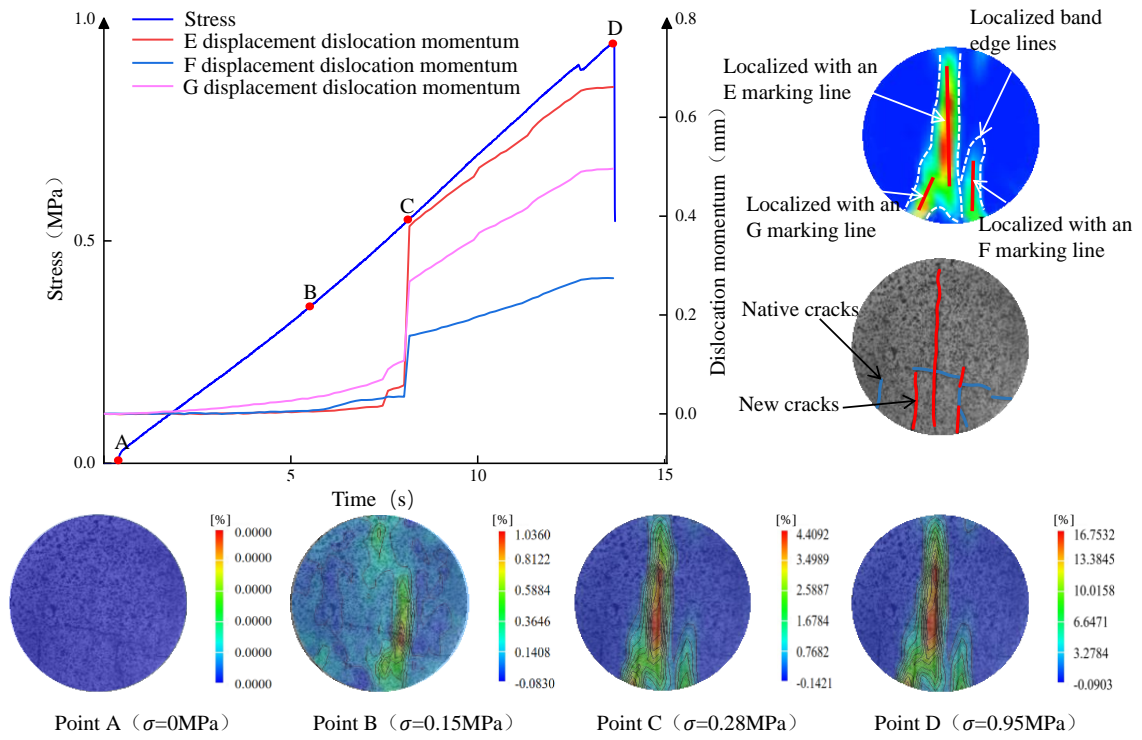 1.0
0.5
0.0
Stress（MPa）
Stress
E displacement dislocation momentum
F displacement dislocation momentum
G displacement dislocation momentum
A
B
C
D
5
10
15
Time（s）
0.8
0.6
0.4
0.2
0.0
Dislocation momentum（mm）
Localized band
edge lines
Localized with an
E marking line
Localized with an
G marking line
Localized with an
F marking line
Native cracks
New cracks
[%]
0.0000
0.0000
0.0000
0.0000
0.0000
0.0000
[%]
1.0360
0.8122
0.5884
0.3646
0.1408
-0.0830
[%]
4.4092
3.4989
2.5887
1.6784
0.7682
-0.1421
[%]
16.7532
13.3845
10.0158
6.6471
3.2784
-0.0903
Point A（σ=0MPa）
Point B（σ=0.15MPa）
Point C（σ=0.28MPa）
Point D（σ=0.95MPa）